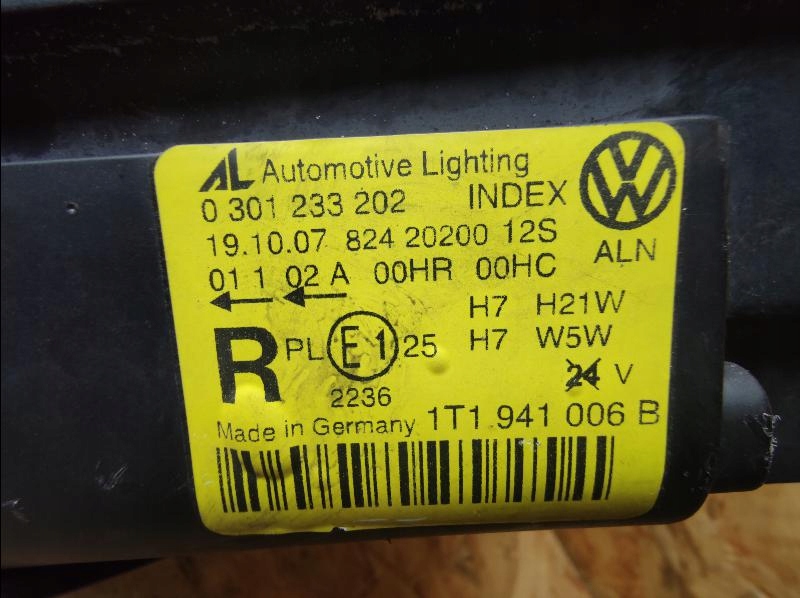 AL Automotive Lighting
0 301 233 202 INDEX
19.10.07 824 20200 12S
ALN
01 1 02 A 00HR 00HC
H7 H21W
R PL E1 25 H7 W5W
24 V
2236
Made in Germany 1T1.941 006 B